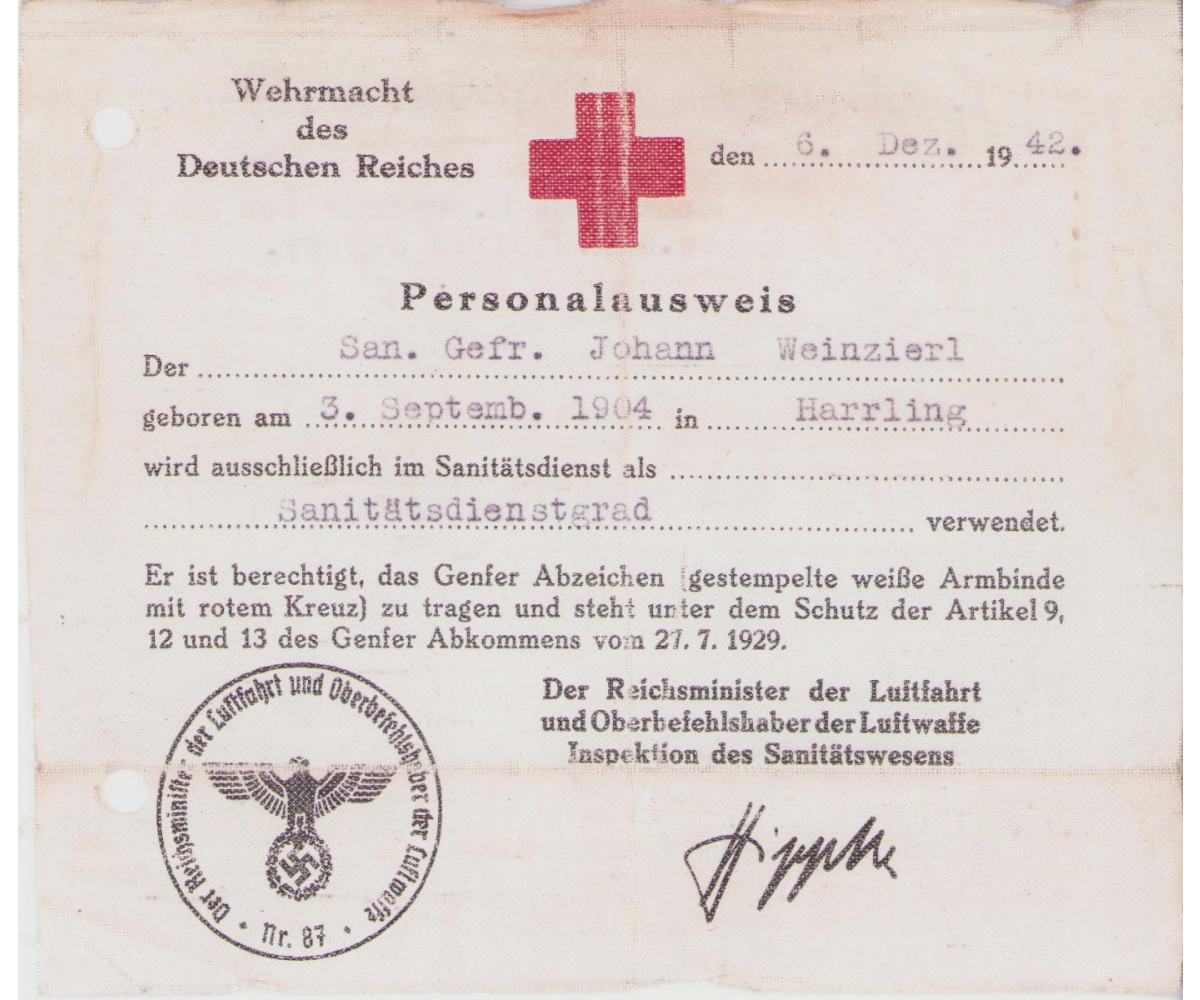 Wehrmacht
des
Deutschen Reiches
den 6. Dez. 1942.
Personalausweis
Der San. Gefr. Johann Weinzierl
geboren am 3. Septemb. 1904 in Harrling
wird ausschließlich im Sanitätsdienst als
Sanitätsdienstgrad verwendet.
Er ist berechtigt, das Genfer Abzeichen (gestempelte weiße Armbinde
mit rotem Kreuz) zu tragen und steht unter dem Schutz der Artikel 9,
12 und 13 des Genfer Abkommens vom 27. 7. 1929.
Der Reichsminister der Luftfahrt
und Oberbefehlshaber der Luftwaffe
Inspektion des Sanitätswesens
Hippke
Der Reichsminister der Luftfahrt und Oberbefehlshaber der Luftwaffe
Nr. 87